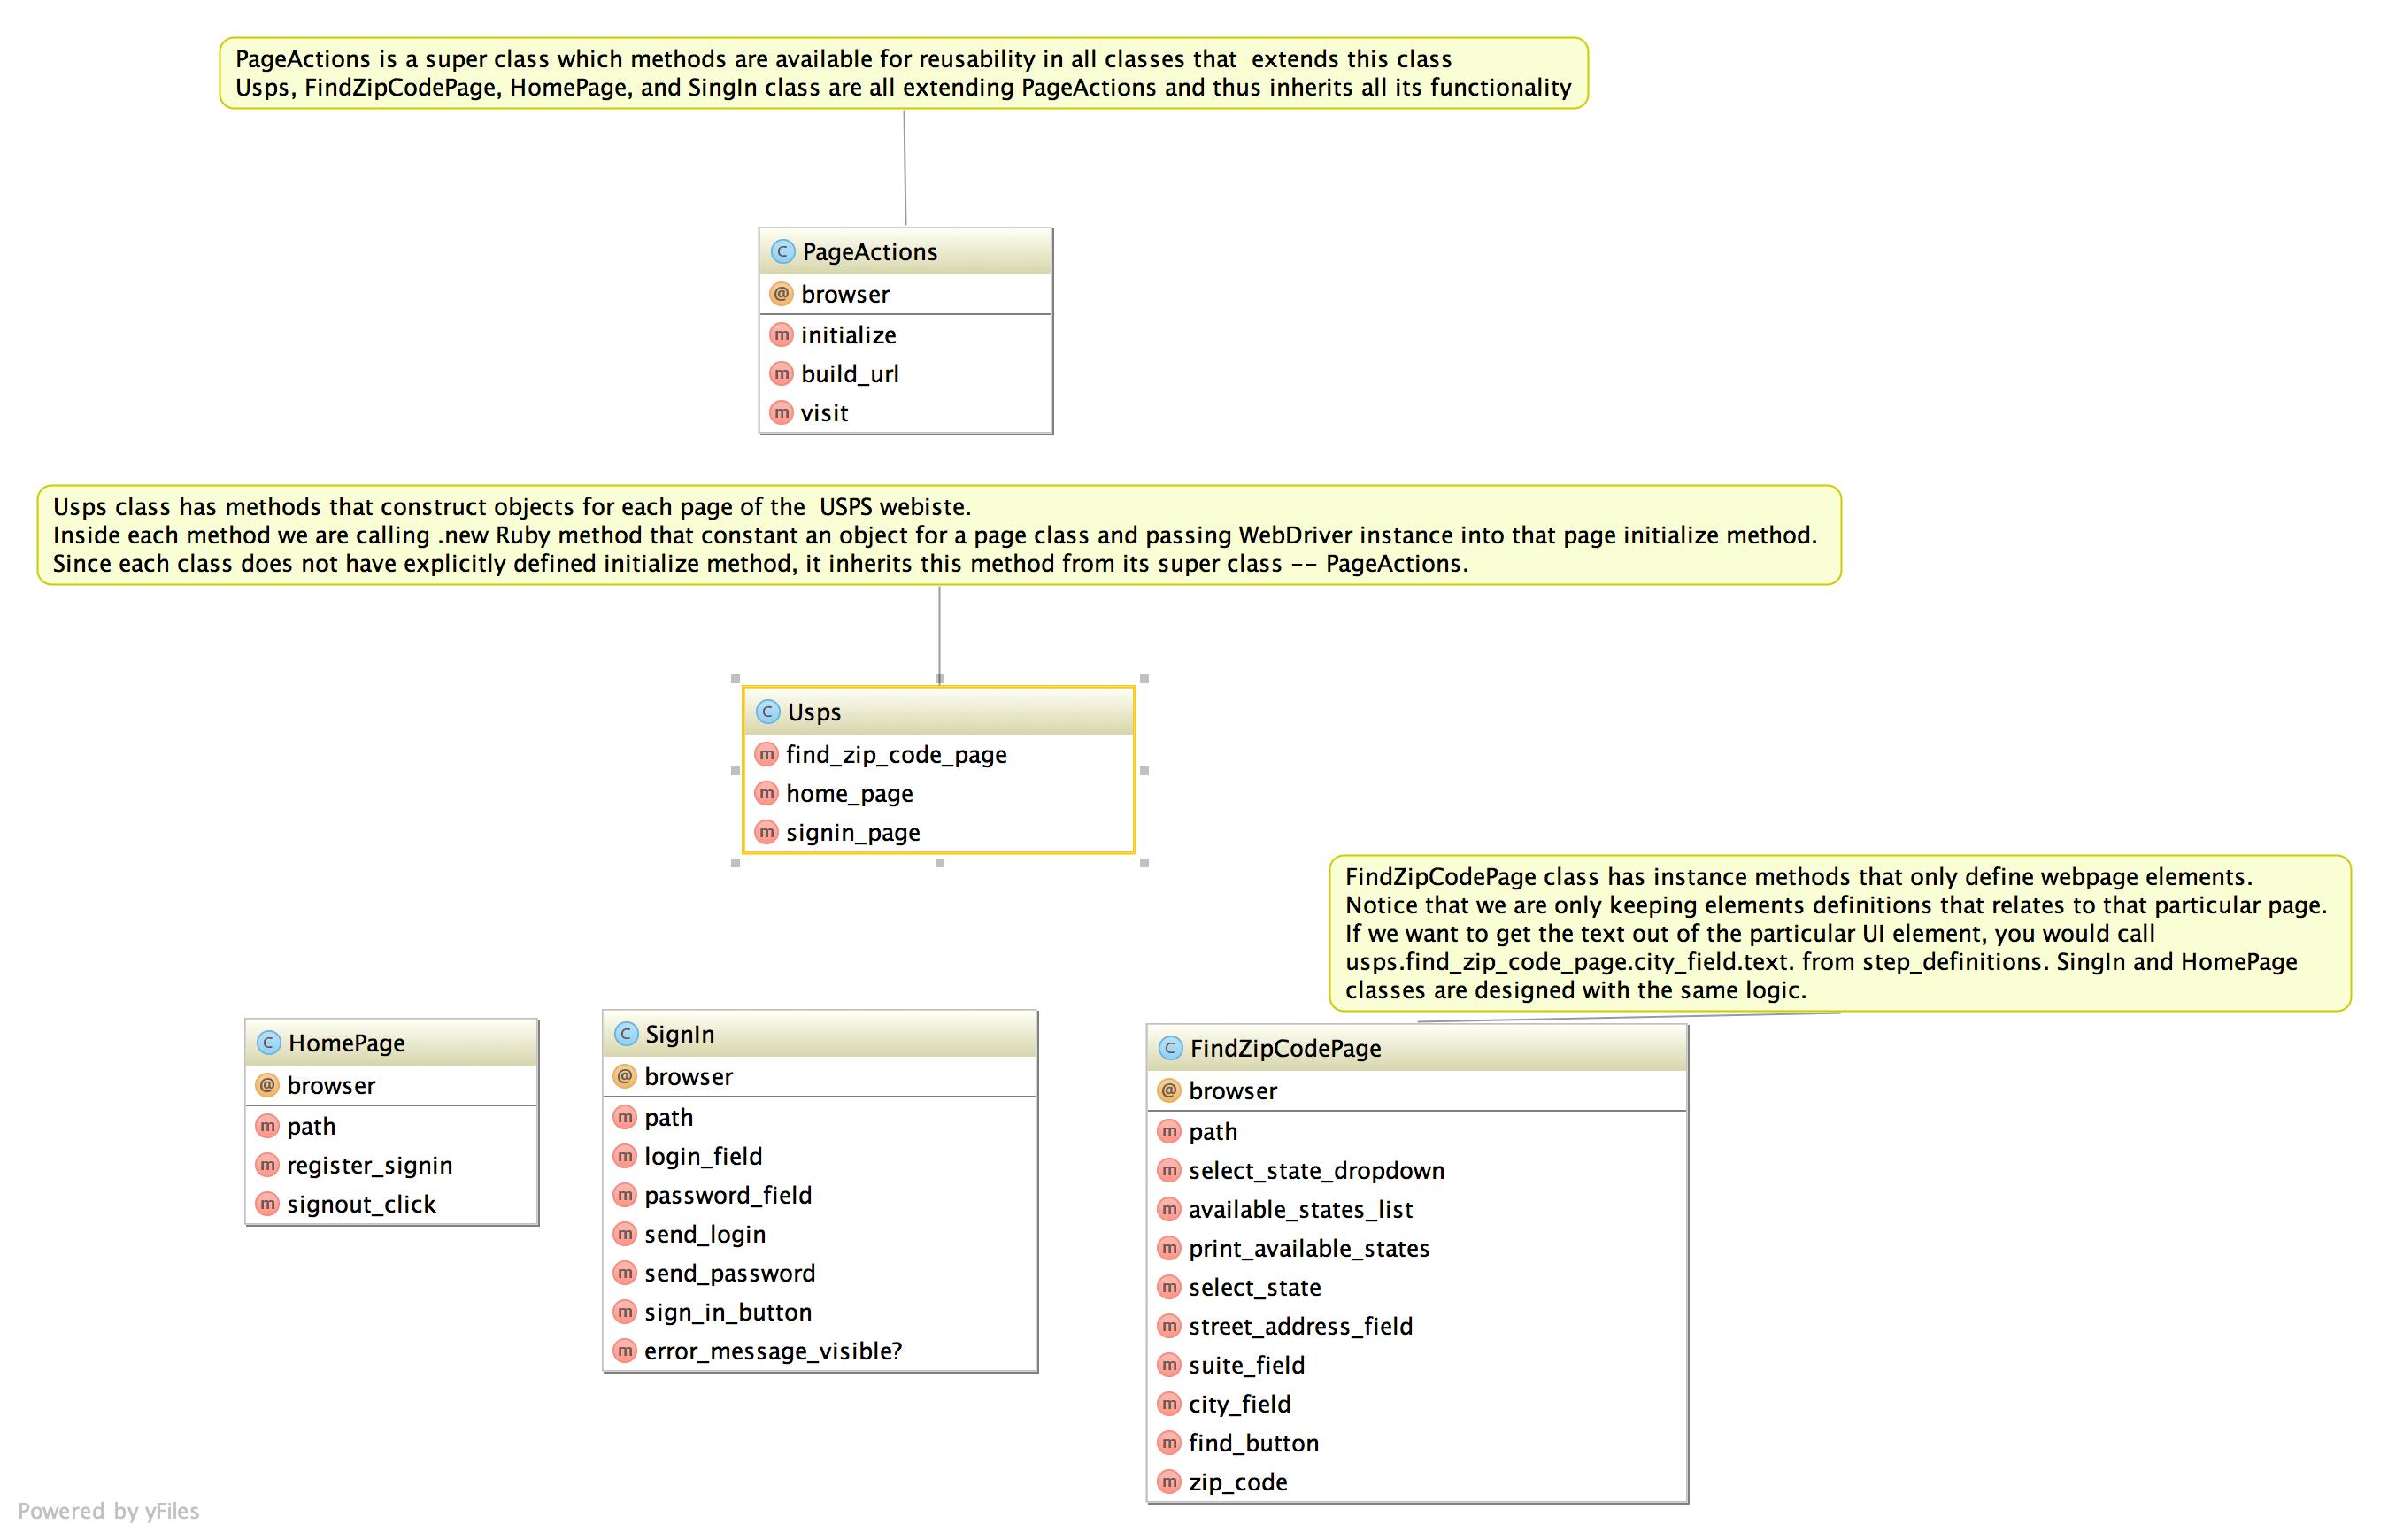 PageActions is a super class which methods are available for reusability in all classes that  extends this class
Usps, FindZipCodePage, HomePage, and SingIn class are all extending PageActions and thus inherits all its functionality
C PageActions
@ browser
m initialize
m build_url
m visit
Usps class has methods that construct objects for each page of the  USPS webiste.
Inside each method we are calling .new Ruby method that constant an object for a page class and passing WebDriver instance into that page initialize method.
Since each class does not have explicitly defined initialize method, it inherits this method from its super class -- PageActions.
C Usps
m find_zip_code_page
m home_page
m signin_page
FindZipCodePage class has instance methods that only define webpage elements.
Notice that we are only keeping elements definitions that relates to that particular page.
If we want to get the text out of the particular UI element, you would call
usps.find_zip_code_page.city_field.text. from step_definitions. SingIn and HomePage
classes are designed with the same logic.
C HomePage
@ browser
m path
m register_signin
m signout_click
C SignIn
@ browser
m path
m login_field
m password_field
m send_login
m send_password
m sign_in_button
m error_message_visible?
C FindZipCodePage
@ browser
m path
m select_state_dropdown
m available_states_list
m print_available_states
m select_state
m street_address_field
m suite_field
m city_field
m find_button
m zip_code
Powered by yFiles